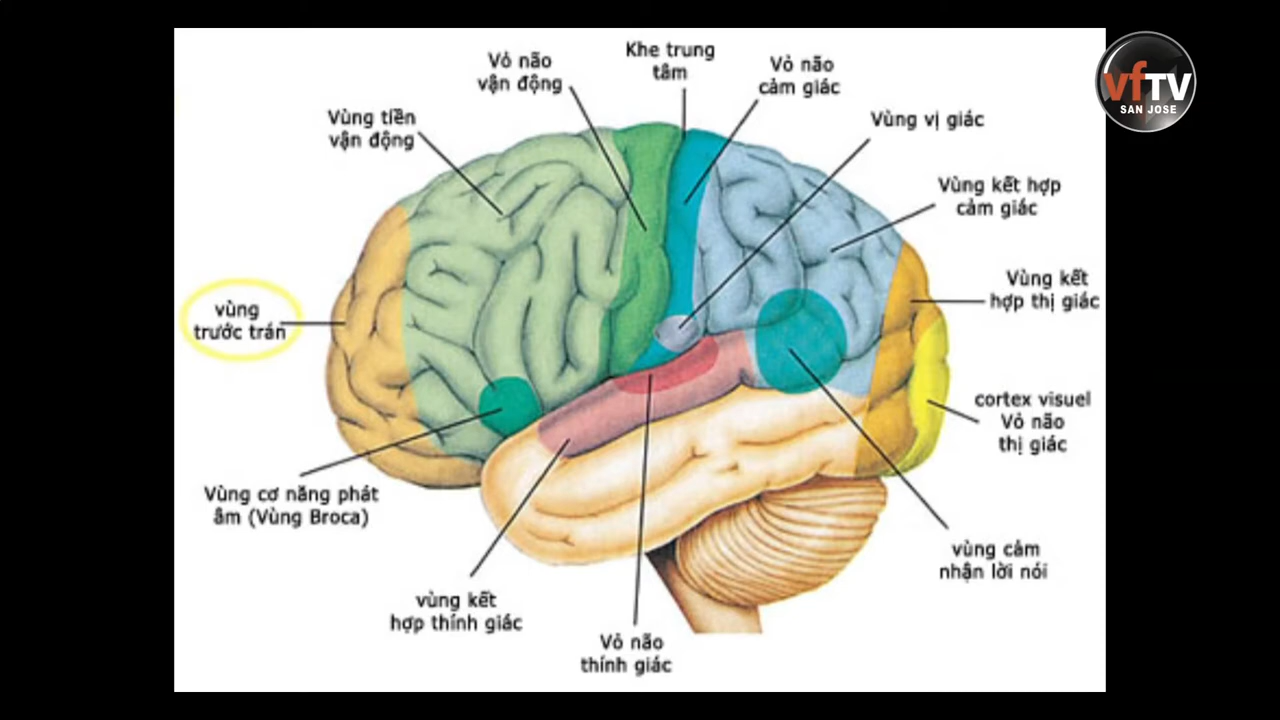 Vỏ não
vận động
Khe trung
tâm
Vỏ não
cảm giác
vfTV
SAN JOSE
Vùng tiền
vận động
Vùng vị giác
Vùng kết hợp
cảm giác
vùng
trước trán
Vùng kết
hợp thị giác
cortex visuel
Vỏ não
thị giác
Vùng cơ năng phát
âm (Vùng Broca)
vùng cảm
nhận lời nói
vùng kết
hợp thính giác
Vỏ não
thính giác